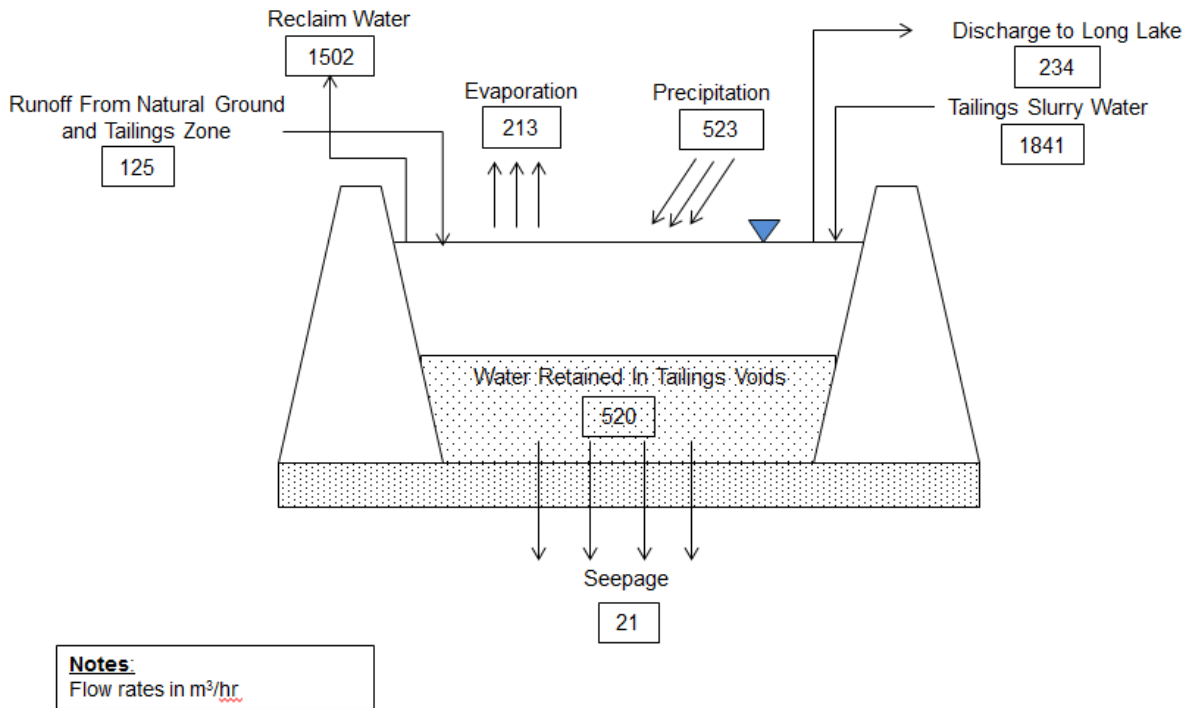 Reclaim Water
1502
Runoff From Natural Ground
and Tailings Zone
125
Evaporation
213
Precipitation
523
Discharge to Long Lake
234
Tailings Slurry Water
1841
Water Retained In Tailings Voids
520
Seepage
21
Notes:
Flow rates in m³/hr